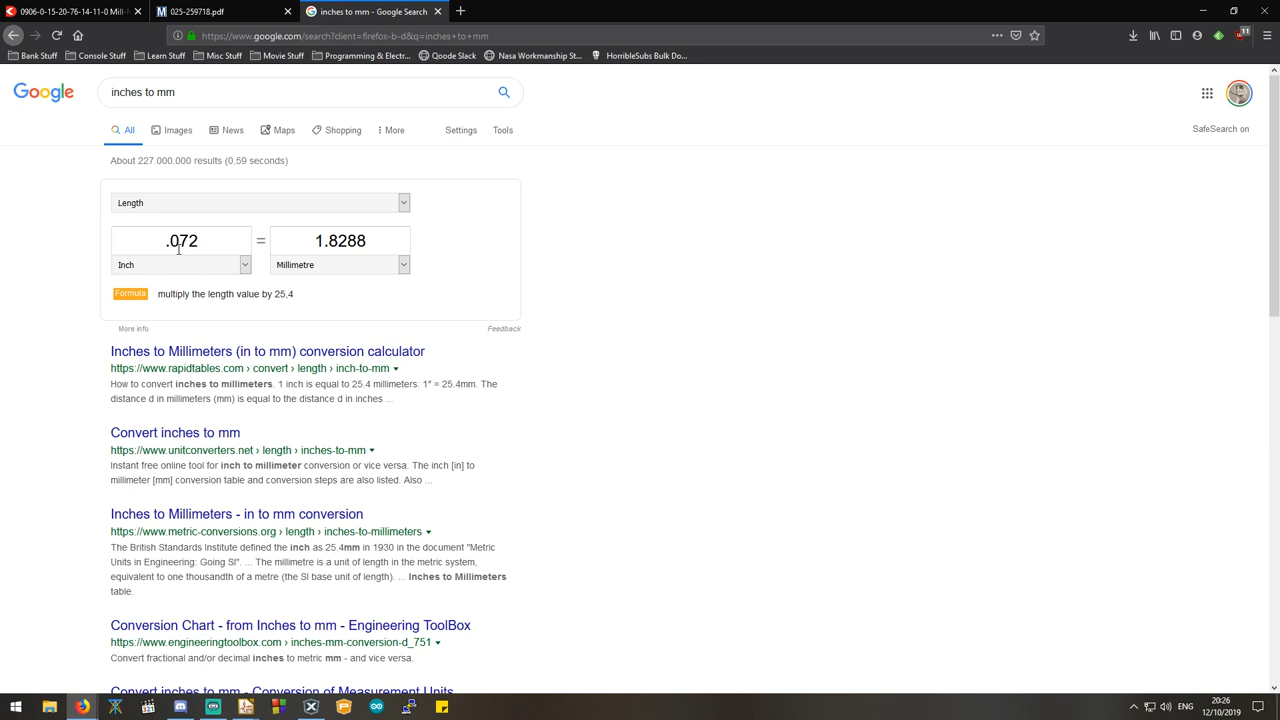 0906-0-15-20-76-14-11-0 Mill-M
025-259718.pdf
inches to mm - Google Search
https://www.google.com/search?client=firefox-b-d&q=inches+to+mm
11
Bank Stuff
Console Stuff
Learn Stuff
Misc Stuff
Movie Stuff
Programming & Electr...
Qoode Slack
Nasa Workmanship St...
HorribleSubs Bulk Do...
Google
inches to mm
All
Images
News
Maps
Shopping
More
Settings
Tools
SafeSearch on
About 227.000.000 results (0,59 seconds)
Length
.072 = 1.8288
Inch
Millimetre
Formula multiply the length value by 25,4
More info
Feedback
Inches to Millimeters (in to mm) conversion calculator
https://www.rapidtables.com › convert › length › inch-to-mm
How to convert inches to millimeters. 1 inch is equal to 25.4 millimeters: 1″ = 25.4mm. The
distance d in millimeters (mm) is equal to the distance d in inches ...
Convert inches to mm
https://www.unitconverters.net › length › inches-to-mm
Instant free online tool for inch to millimeter conversion or vice versa. The inch [in] to
millimeter [mm] conversion table and conversion steps are also listed. Also ...
Inches to Millimeters - in to mm conversion
https://www.metric-conversions.org › length › inches-to-millimeters
The British Standards Institute defined the inch as 25.4mm in 1930 in the document "Metric
Units in Engineering: Going SI". ... The millimetre is a unit of length in the metric system,
equivalent to one thousandth of a metre (the SI base unit of length). ... Inches to Millimeters
table.
Conversion Chart - from Inches to mm - Engineering ToolBox
https://www.engineeringtoolbox.com › inches-mm-conversion-d_751
Convert fractional and/or decimal inches to metric mm - and vice versa.
Convert inches to mm - Conversion of Measurement Units
ENG
20:26
12/10/2019